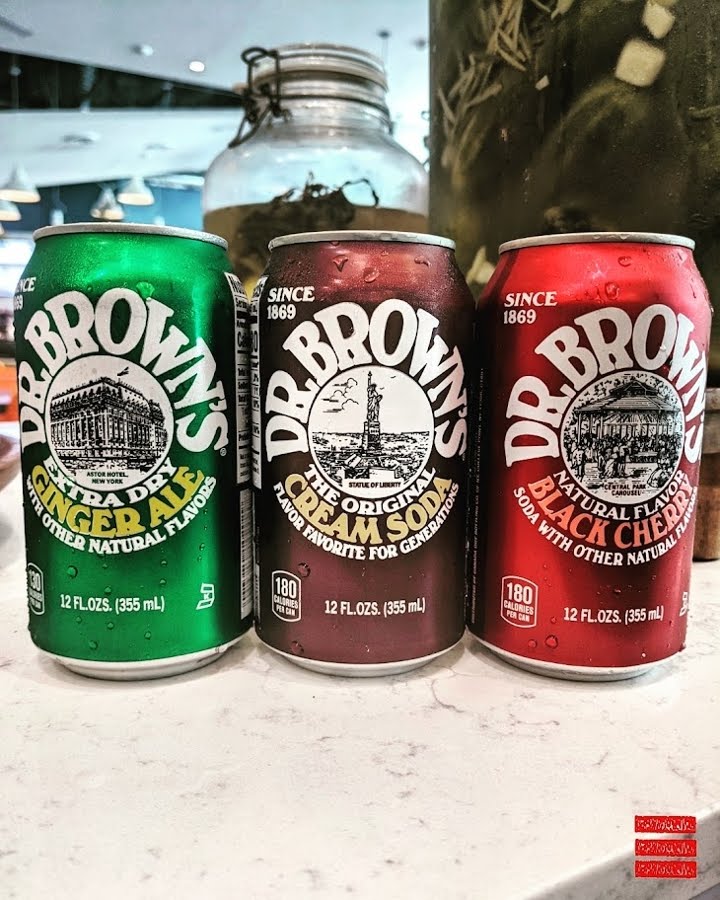 DR. BROWN'S
ASTOR HOTEL
NEW YORK
EXTRA DRY
GINGER ALE
WITH OTHER NATURAL FLAVORS
130
12 FL.OZS. (355 mL)
SINCE
1869
DR. BROWN'S
STATUE OF LIBERTY
THE ORIGINAL
CREAM SODA
FLAVOR FAVORITE FOR GENERATIONS
180
CALORIES
PER CAN
12 FL.OZS. (355 mL)
SINCE
1869
DR. BROWN'S
CENTRAL PARK
CAROUSEL
NATURAL FLAVOR
BLACK CHERRY
SODA WITH OTHER NATURAL
180
CALORIES
PER CAN
12 FL.OZS. (355 mL)